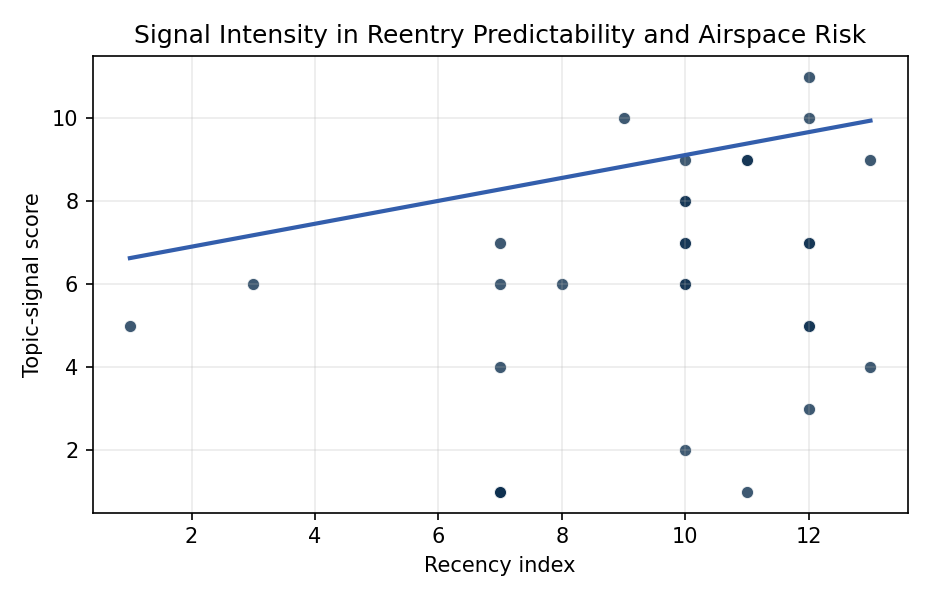 Signal Intensity in Reentry Predictability and Airspace Risk
Topic-signal score
10
8
6
4
2
2 4 6 8 10 12
Recency index